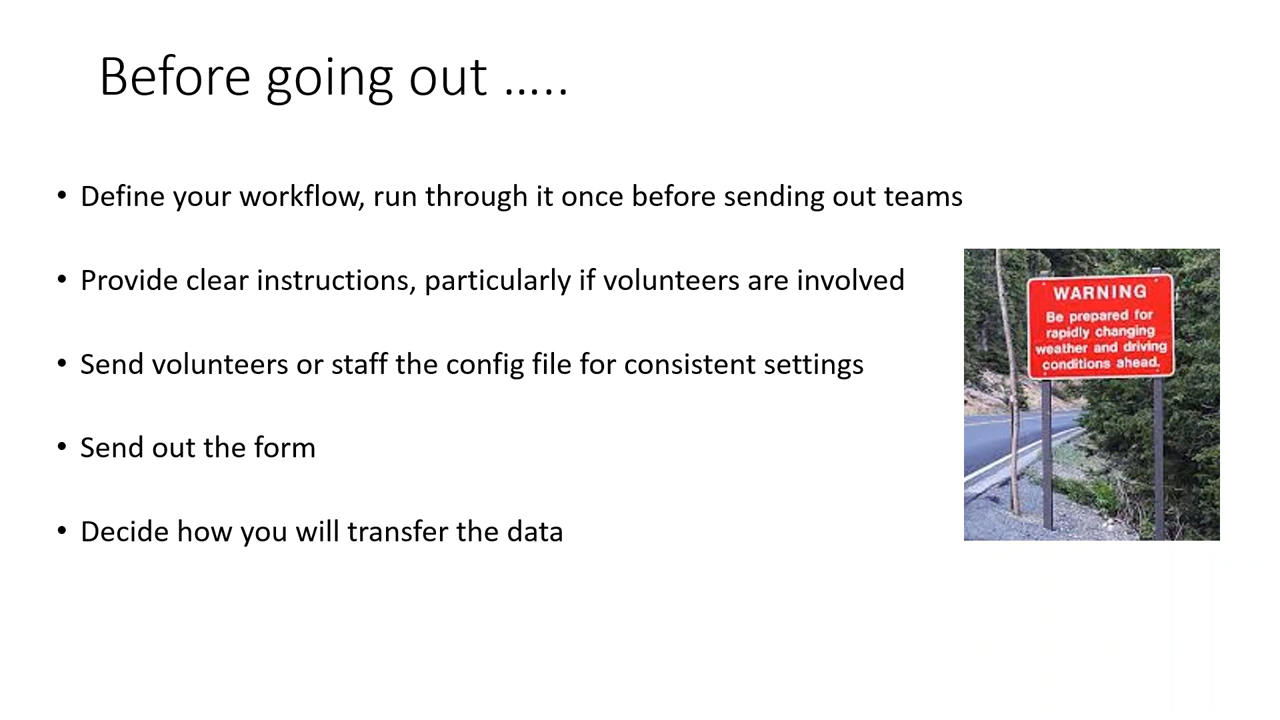 Before going out …..
• Define your workflow, run through it once before sending out teams
• Provide clear instructions, particularly if volunteers are involved
• Send volunteers or staff the config file for consistent settings
• Send out the form
• Decide how you will transfer the data
WARNING
Be prepared for
rapidly changing
weather and driving
conditions ahead.